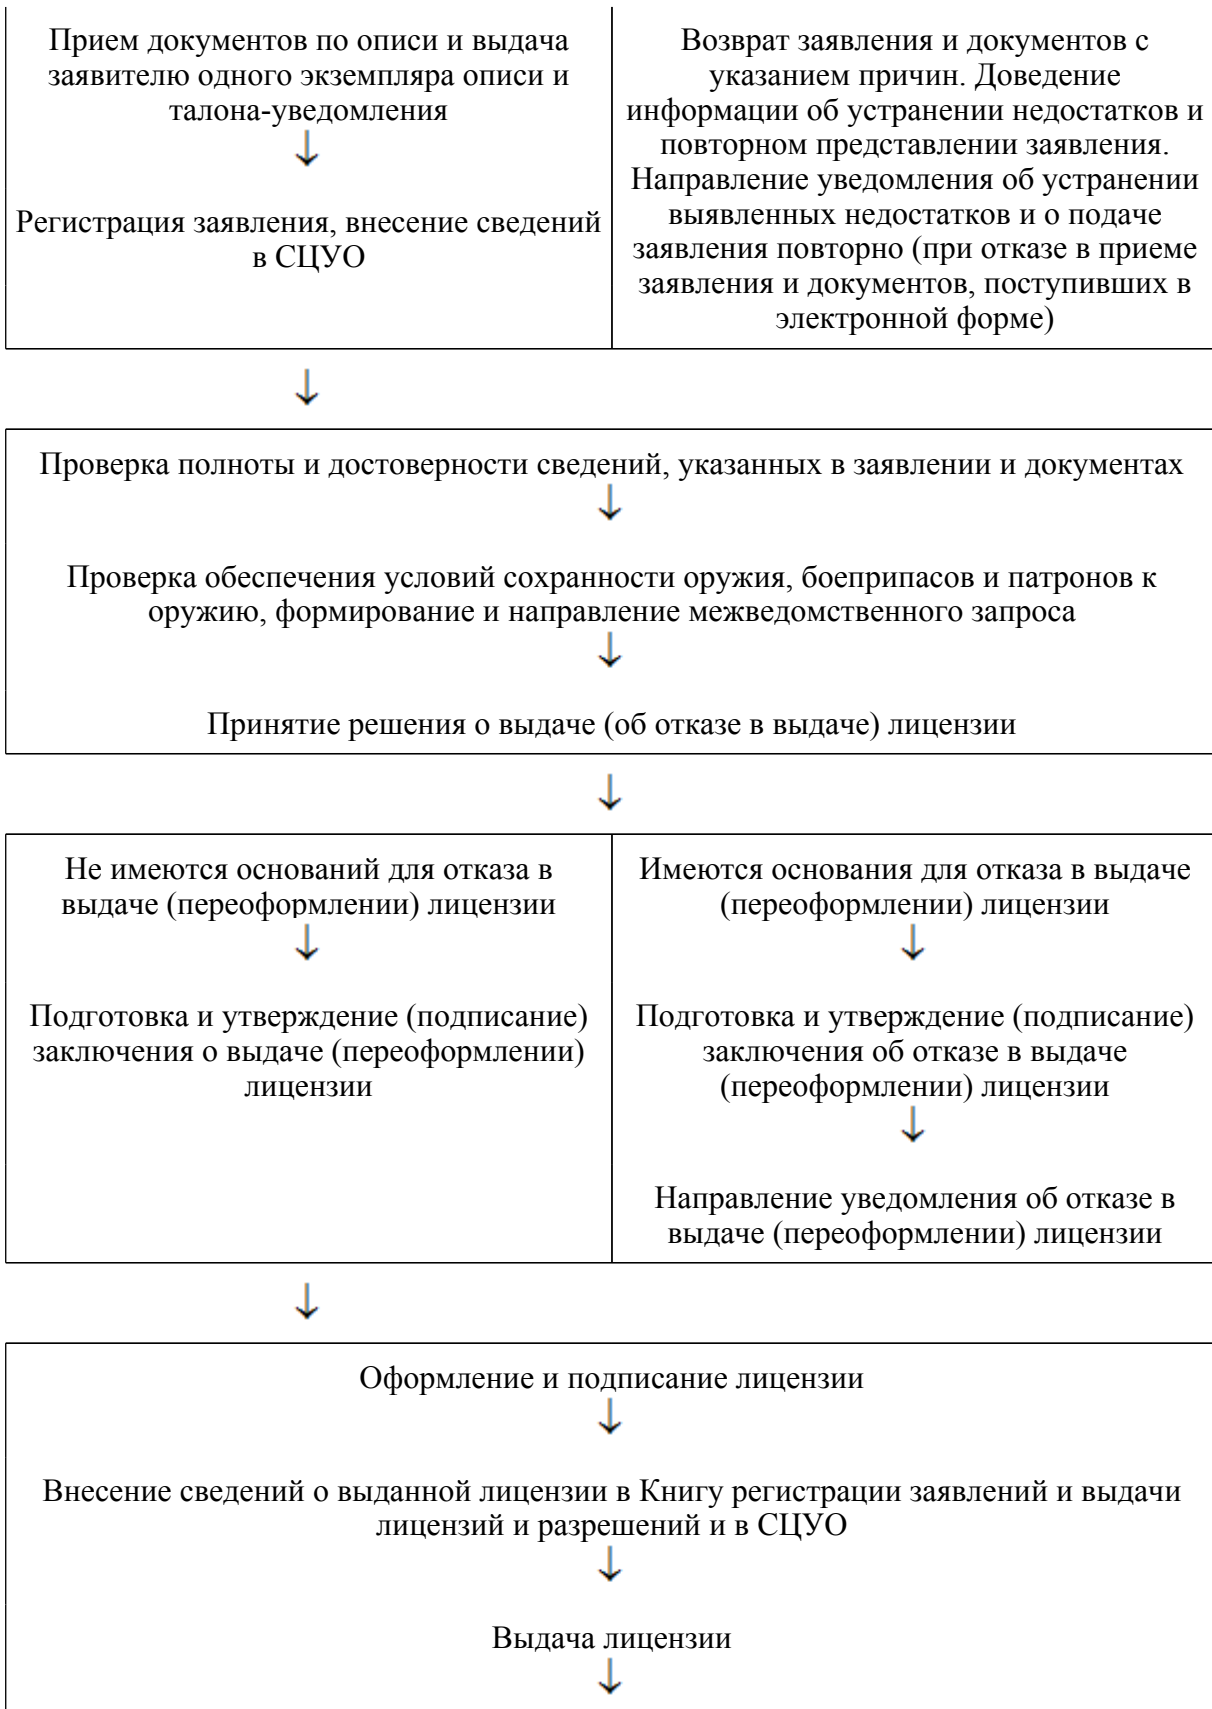 Прием документов по описи и выдача
заявителю одного экземпляра описи и
талона-уведомления
↓
Регистрация заявления, внесение сведений
в СЦУО
Возврат заявления и документов с
указанием причин. Доведение
информации об устранении недостатков и
повторном представлении заявления.
Направление уведомления об устранении
выявленных недостатков и о подаче
заявления повторно (при отказе в приеме
заявления и документов, поступивших в
электронной форме)
↓
Проверка полноты и достоверности сведений, указанных в заявлении и документах
↓
Проверка обеспечения условий сохранности оружия, боеприпасов и патронов к
оружию, формирование и направление межведомственного запроса
↓
Принятие решения о выдаче (об отказе в выдаче) лицензии
↓
Не имеются оснований для отказа в
выдаче (переоформлении) лицензии
↓
Подготовка и утверждение (подписание)
заключения о выдаче (переоформлении)
лицензии
Имеются основания для отказа в выдаче
(переоформлении) лицензии
↓
Подготовка и утверждение (подписание)
заключения об отказе в выдаче
(переоформлении) лицензии
↓
Направление уведомления об отказе в
выдаче (переоформлении) лицензии
↓
Оформление и подписание лицензии
↓
Внесение сведений о выданной лицензии в Книгу регистрации заявлений и выдачи
лицензий и разрешений и в СЦУО
↓
Выдача лицензии
↓